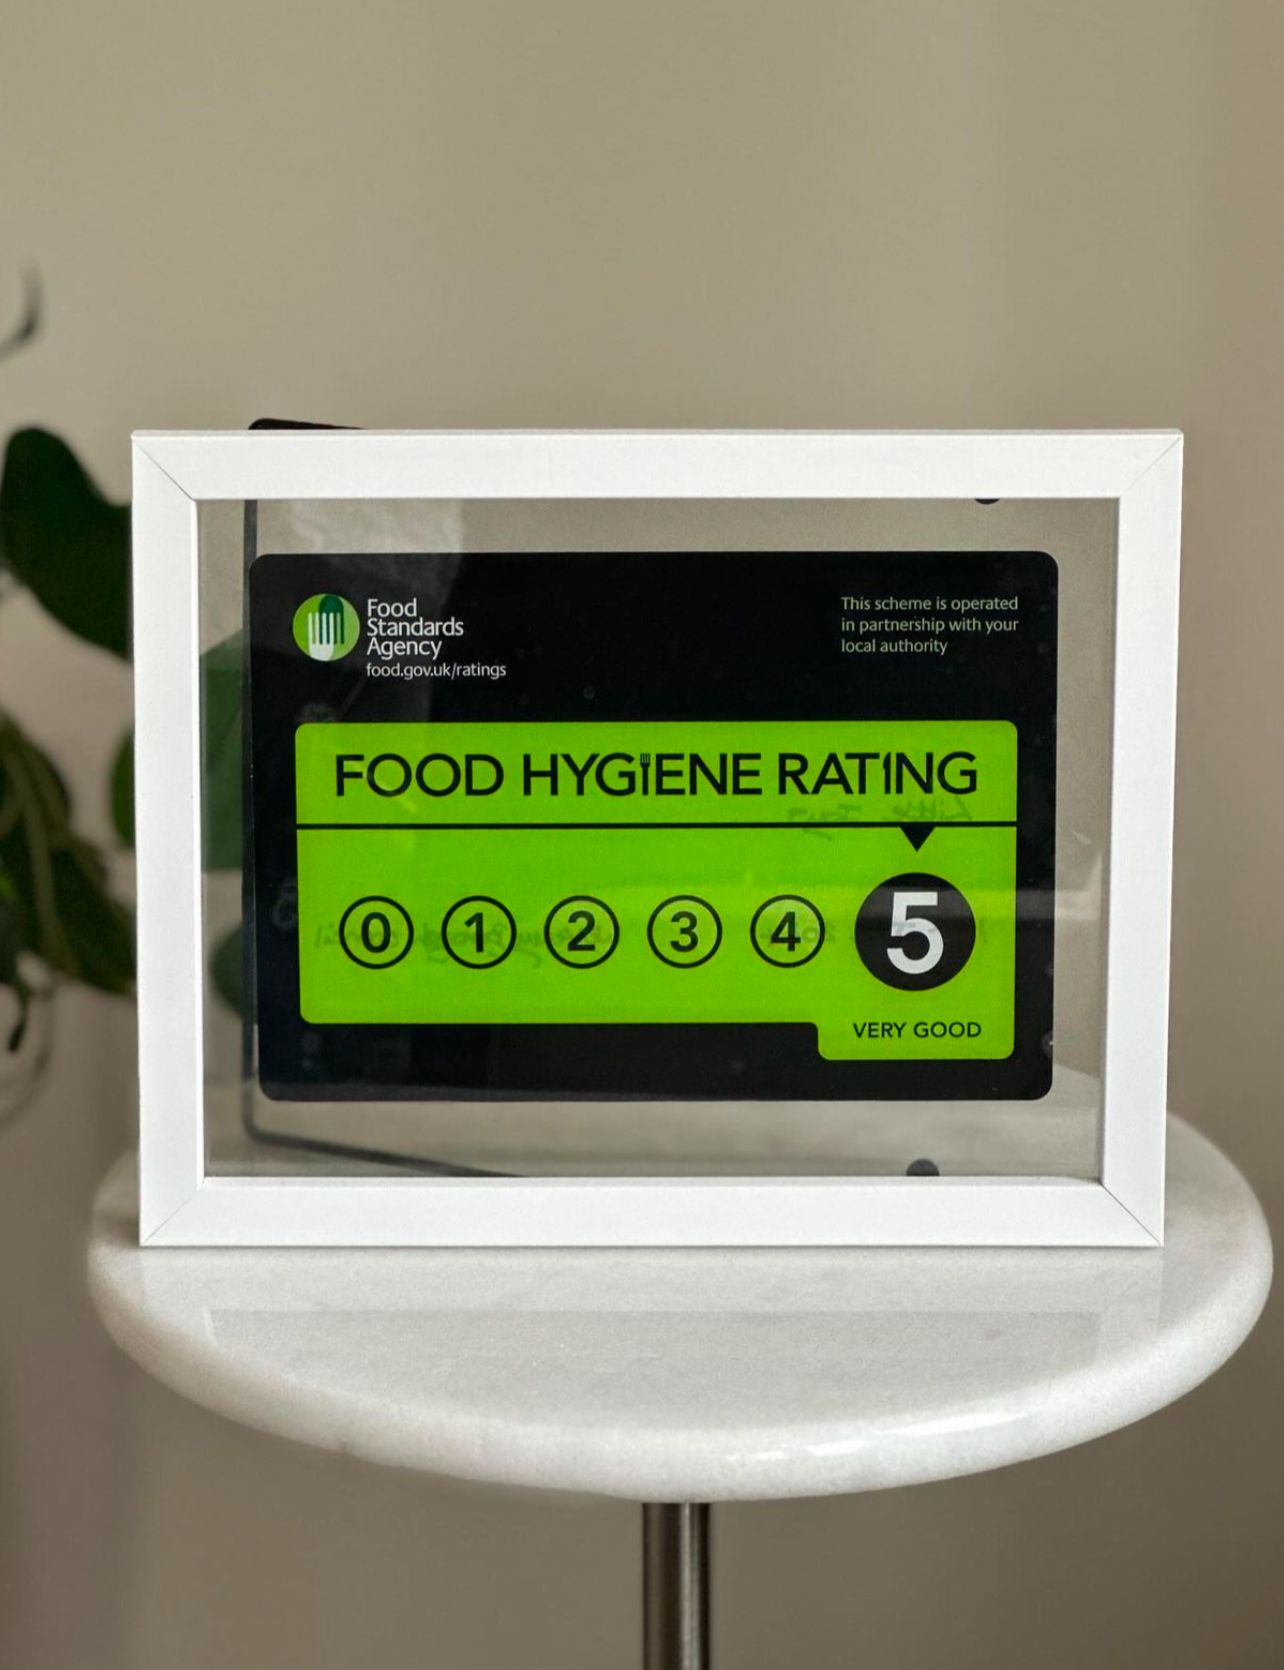 Food
Standards
Agency
food.gov.uk/ratings
This scheme is operated
in partnership with your
local authority
FOOD HYGIENE RATING
0 1 2 3 4 5
VERY GOOD